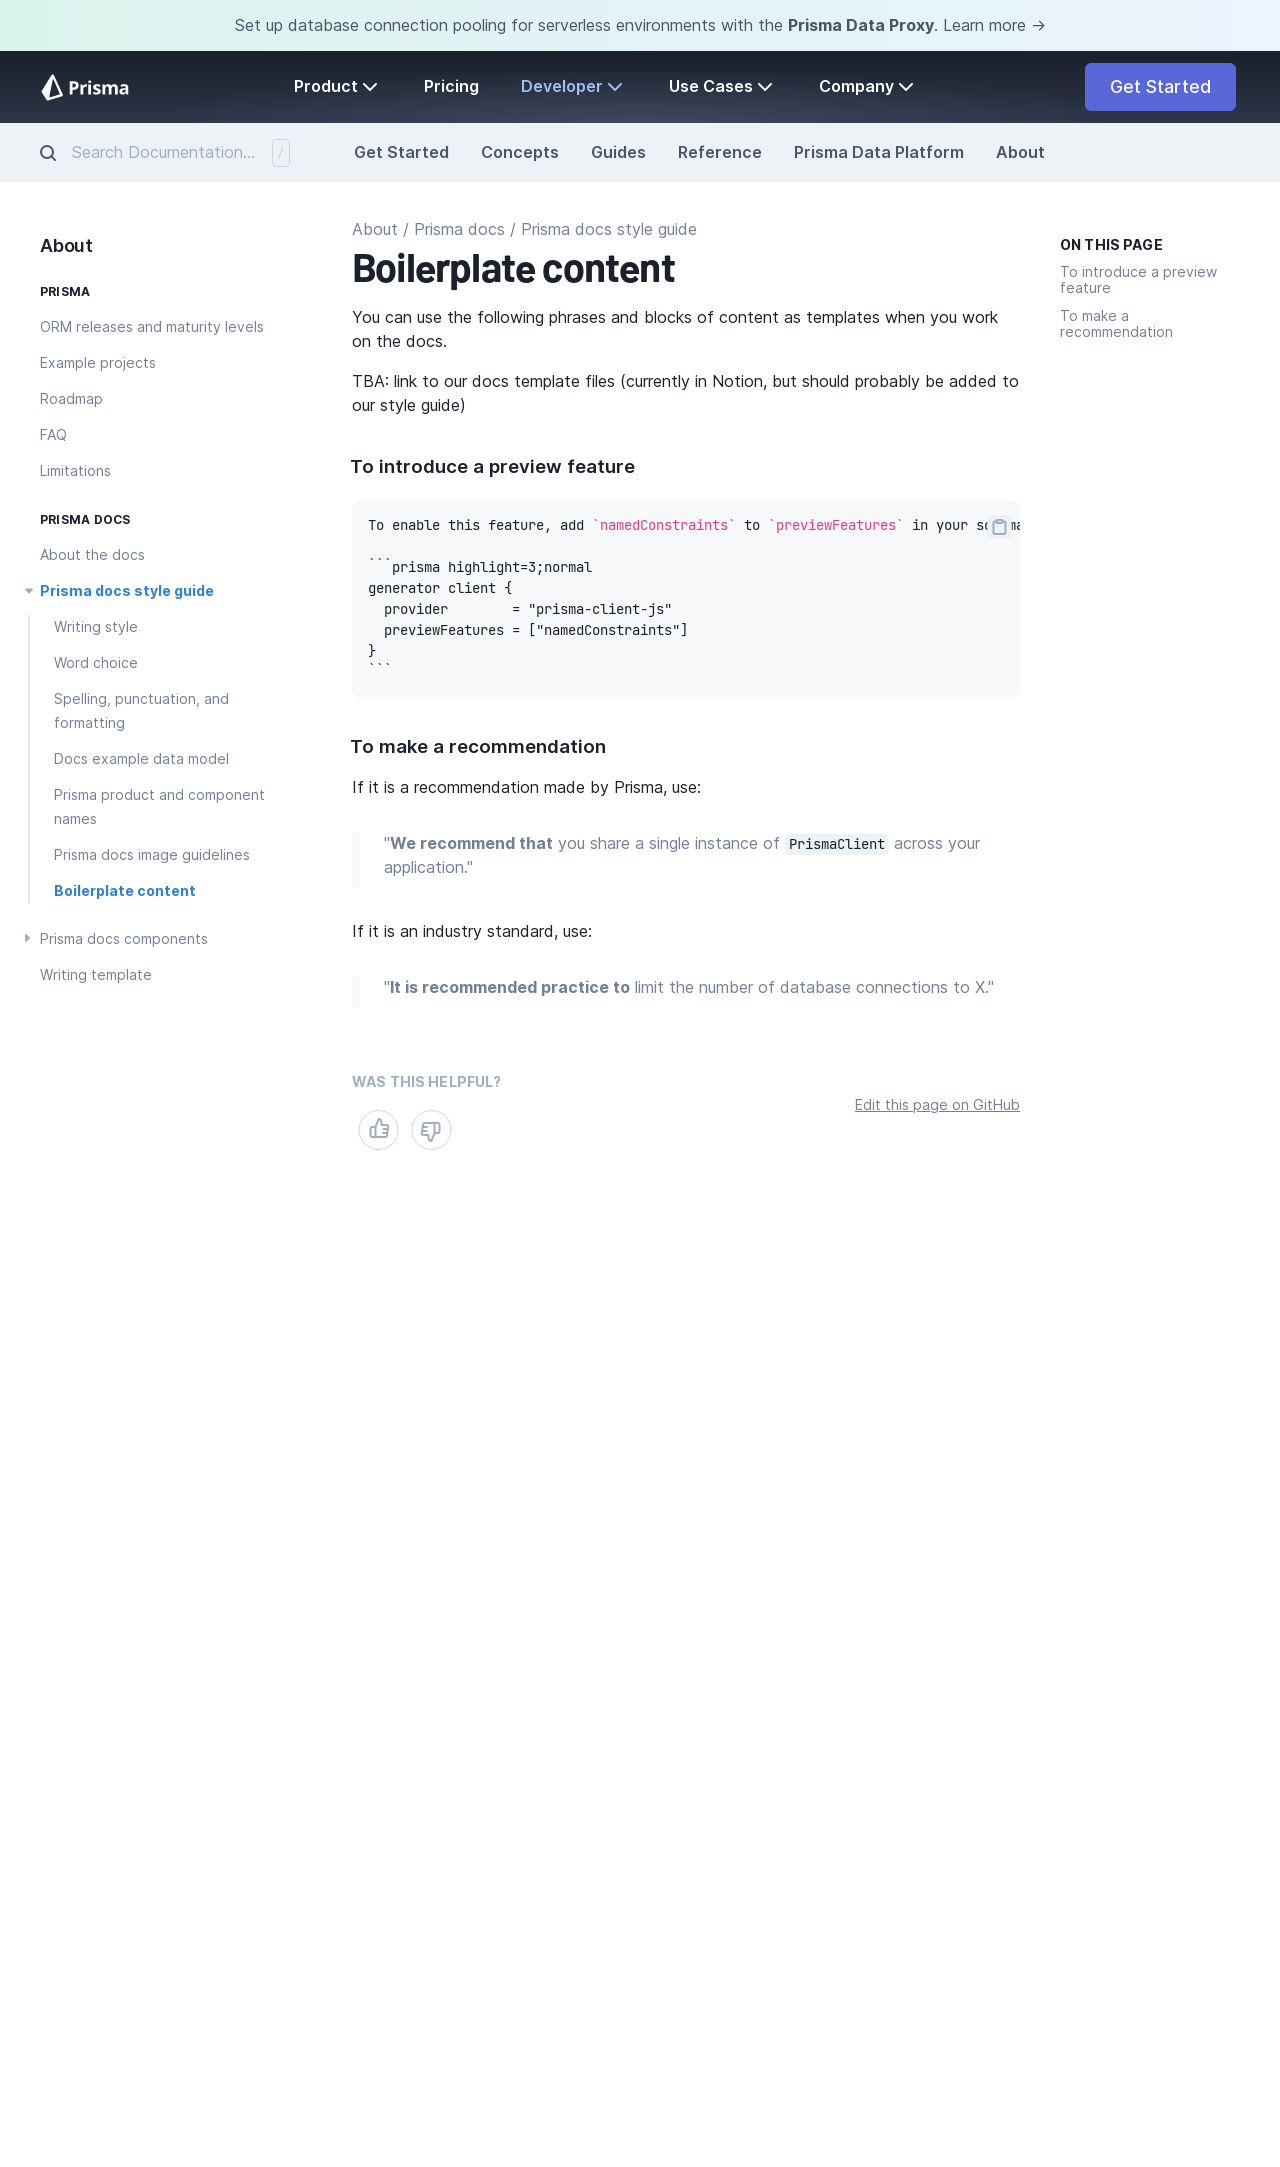 Set up database connection pooling for serverless environments with the Prisma Data Proxy. Learn more →
Prisma
Product
Pricing
Developer
Use Cases
Company
Get Started
Search Documentation...
/
Get Started
Concepts
Guides
Reference
Prisma Data Platform
About
About
PRISMA
ORM releases and maturity levels
Example projects
Roadmap
FAQ
Limitations
PRISMA DOCS
About the docs
Prisma docs style guide
Writing style
Word choice
Spelling, punctuation, and
formatting
Docs example data model
Prisma product and component
names
Prisma docs image guidelines
Boilerplate content
Prisma docs components
Writing template
About / Prisma docs / Prisma docs style guide
Boilerplate content
You can use the following phrases and blocks of content as templates when you work
on the docs.
TBA: link to our docs template files (currently in Notion, but should probably be added to
our style guide)
To introduce a preview feature
To enable this feature, add `namedConstraints` to `previewFeatures` in your
```prisma highlight=3;normal
generator client {
  provider        = "prisma-client-js"
  previewFeatures = ["namedConstraints"]
}
```
To make a recommendation
If it is a recommendation made by Prisma, use:
"We recommend that you share a single instance of PrismaClient across your
application."
If it is an industry standard, use:
"It is recommended practice to limit the number of database connections to X."
WAS THIS HELPFUL?
Edit this page on GitHub
ON THIS PAGE
To introduce a preview
feature
To make a
recommendation